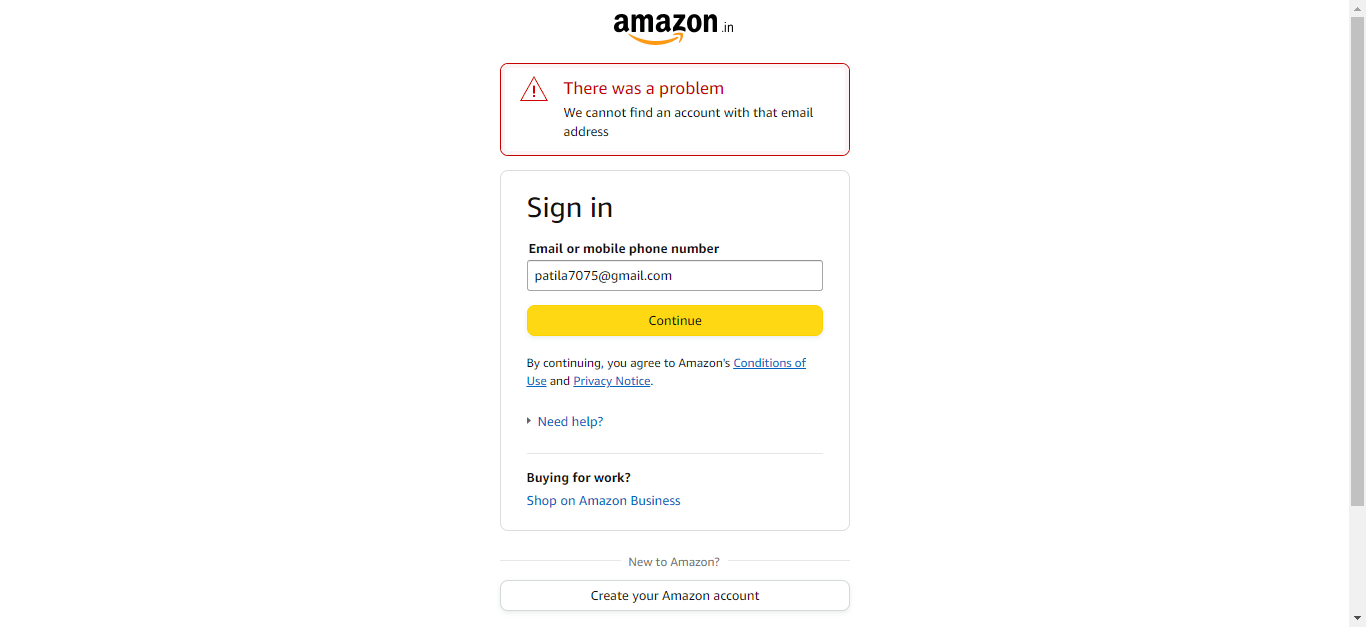 amazon.in
There was a problem
We cannot find an account with that email
address
Sign in
Email or mobile phone number
patila7075@gmail.com
Continue
By continuing, you agree to Amazon's Conditions of
Use and Privacy Notice.
Need help?
Buying for work?
Shop on Amazon Business
New to Amazon?
Create your Amazon account